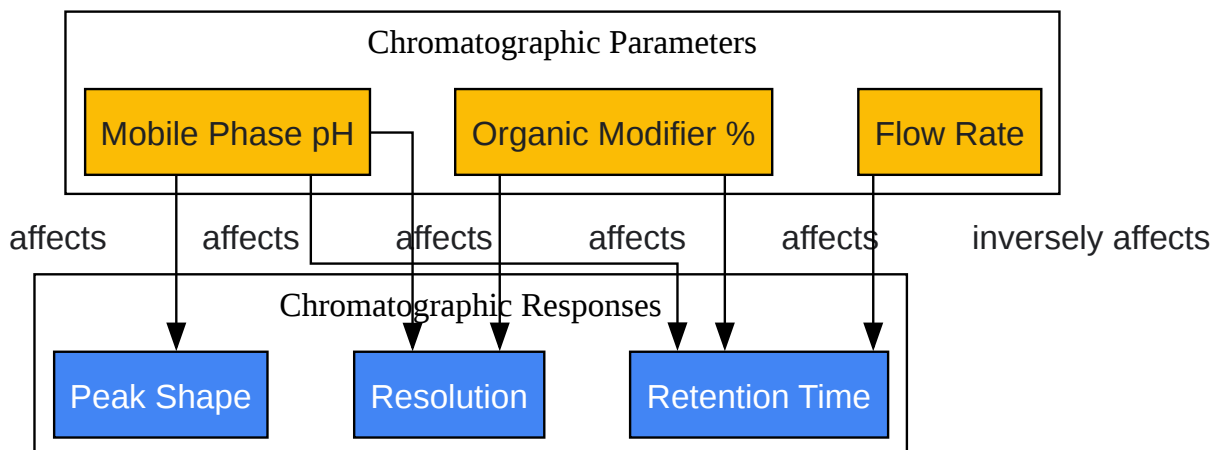 Chromatographic Parameters
Mobile Phase pH
Organic Modifier %
Flow Rate
affects
affects
affects
affects
affects
inversely affects
Chromatographic Responses
Peak Shape
Resolution
Retention Time